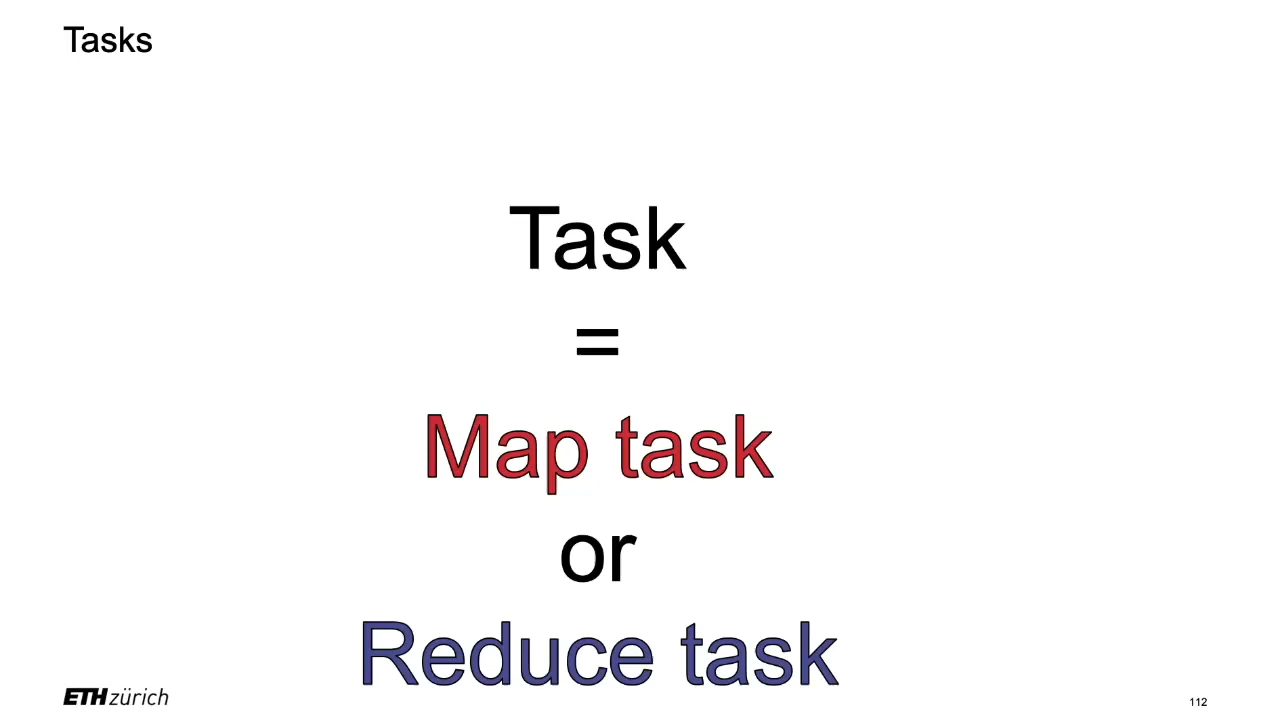 Tasks
Task
=
Map task
or
Reduce task
ETH zürich
112